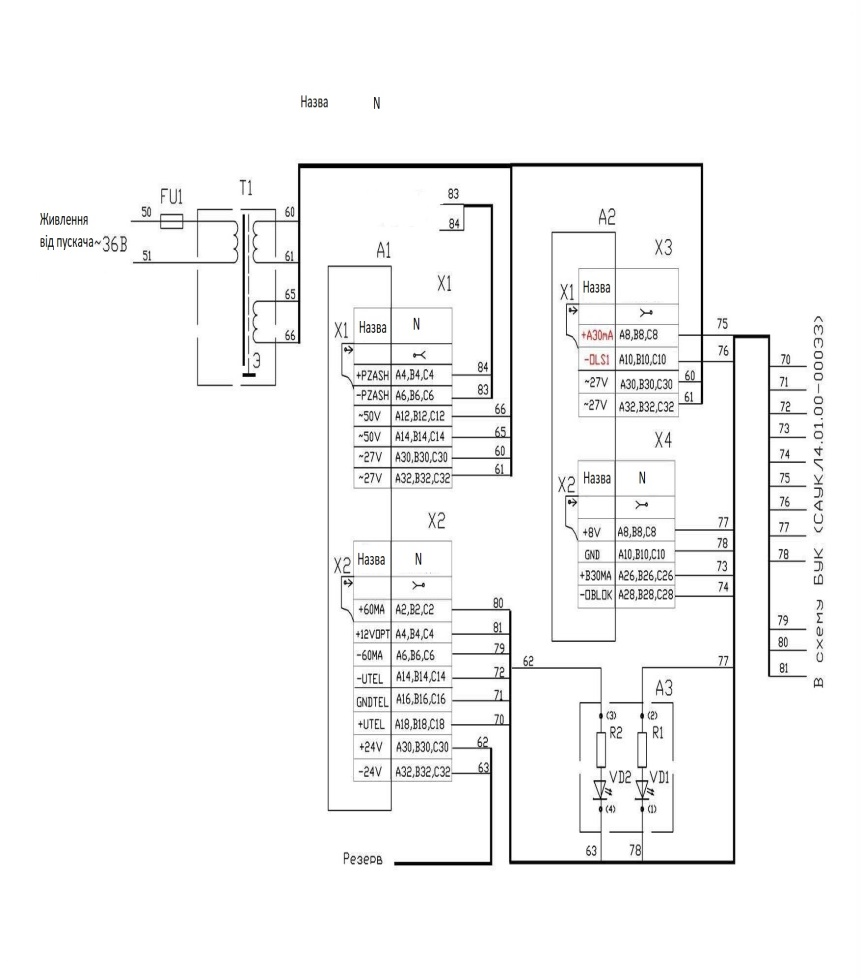 Назва N
Живлення
від пускача~36В
50
FU1
51
T1
З
60
61
65
66
83
84
A1
X1
X1
Назва N
+PZASH A4,B4,C4 84
-PZASH A6,B6,C6 83
~50V A12,B12,C12 66
~50V A14,B14,C14 65
~27V A30,B30,C30 60
~27V A32,B32,C32 61
X2
X2
Назва N
+60MA A2,B2,C2 80
+12VOPT A4,B4,C4 81
-60MA A6,B6,C6 79
-UTEL A14,B14,C14 72
GNDTEL A16,B16,C16 71
+UTEL A18,B18,C18 70
+24V A30,B30,C30 62
-24V A32,B32,C32 63
Резерв
A2
X3
X1
Назва
+A30mA A8,B8,C8 75
-OLS1 A10,B10,C10 76
~27V A30,B30,C30 60
~27V A32,B32,C32 61
X4
X2
Назва N
+8V A8,B8,C8 77
GND A10,B10,C10 78
+B30MA A26,B26,C26 73
-OBLOK A28,B28,C28 74
62 77
A3
(3) (2)
R2 R1
VD2 VD1
(4) (1)
63 78
70
71
72
73
74
75
76
77
78
79
80
81
В схему БУК (САУКЛ4.01.00-000Э3)